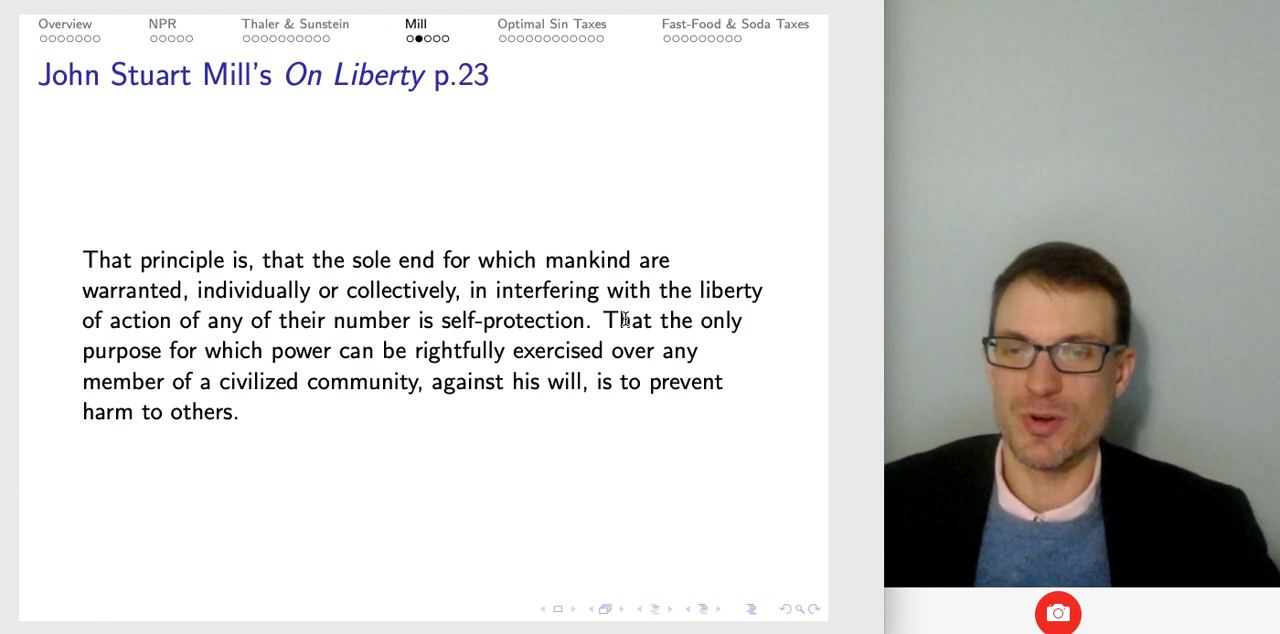 Overview NPR Thaler & Sunstein Mill Optimal Sin Taxes Fast-Food & Soda Taxes
John Stuart Mill's On Liberty p.23
That principle is, that the sole end for which mankind are
warranted, individually or collectively, in interfering with the liberty
of action of any of their number is self-protection. That the only
purpose for which power can be rightfully exercised over any
member of a civilized community, against his will, is to prevent
harm to others.